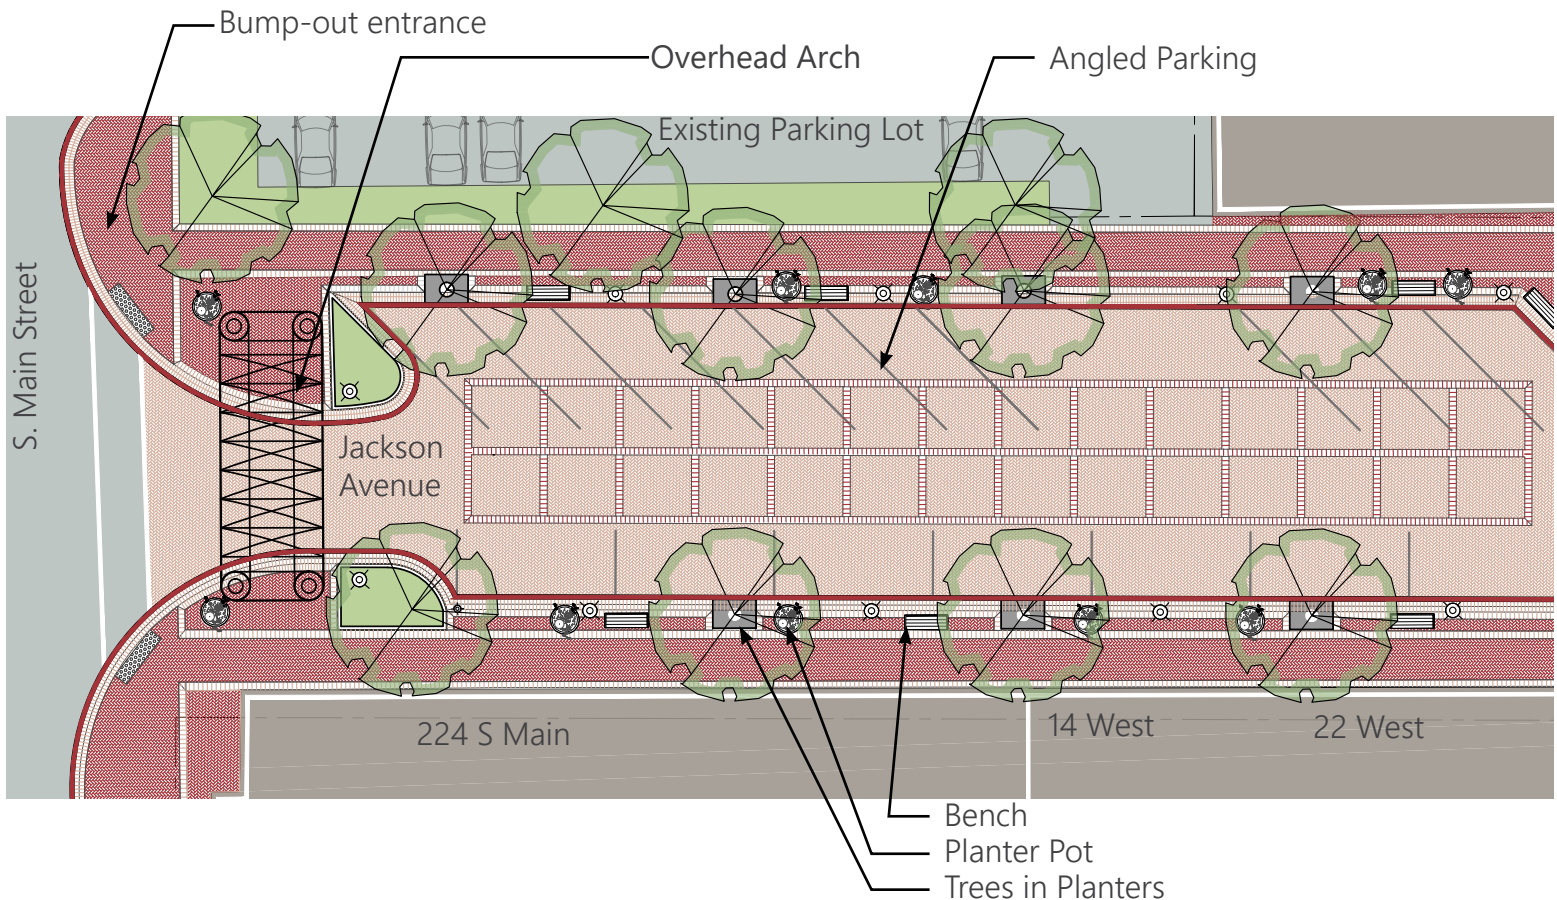 Bump-out entrance
Overhead Arch
Angled Parking
Existing Parking Lot
S. Main Street
Jackson
Avenue
224 S Main
14 West
22 West
Bench
Planter Pot
Trees in Planters